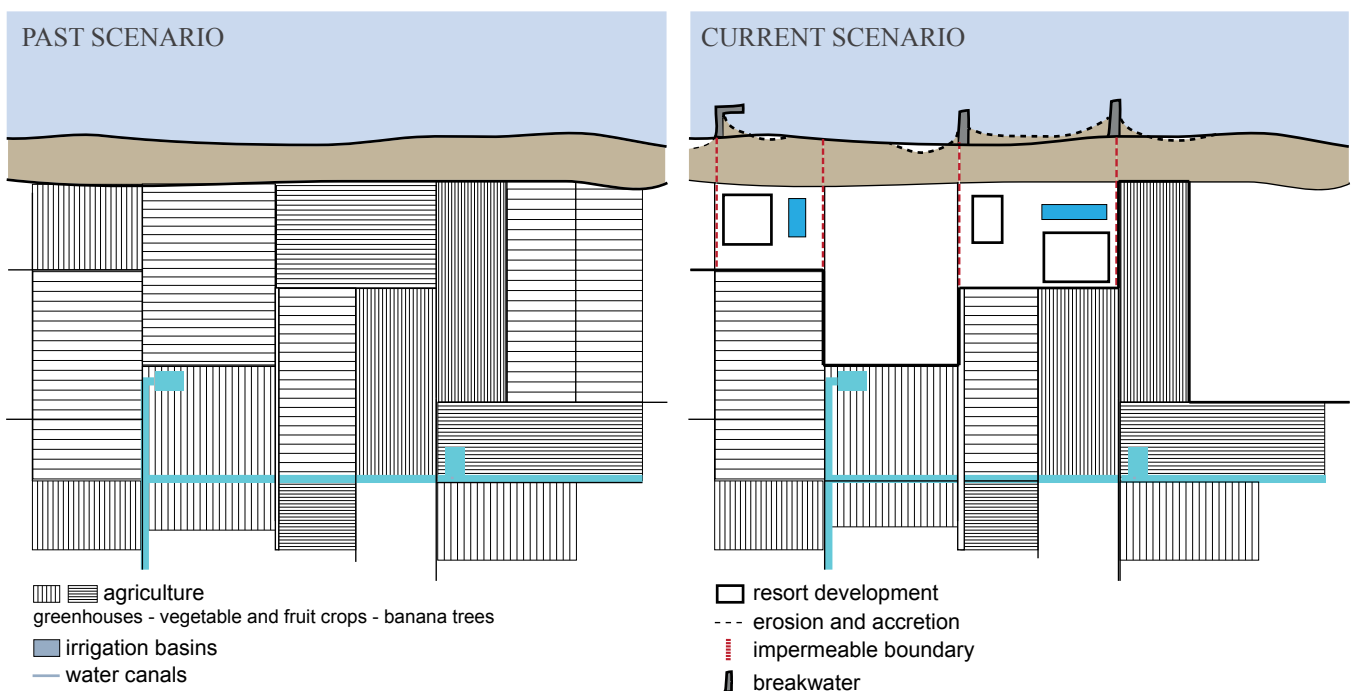 PAST SCENARIO
agriculture
greenhouses - vegetable and fruit crops - banana trees
irrigation basins
water canals
CURRENT SCENARIO
resort development
erosion and accretion
impermeable boundary
breakwater